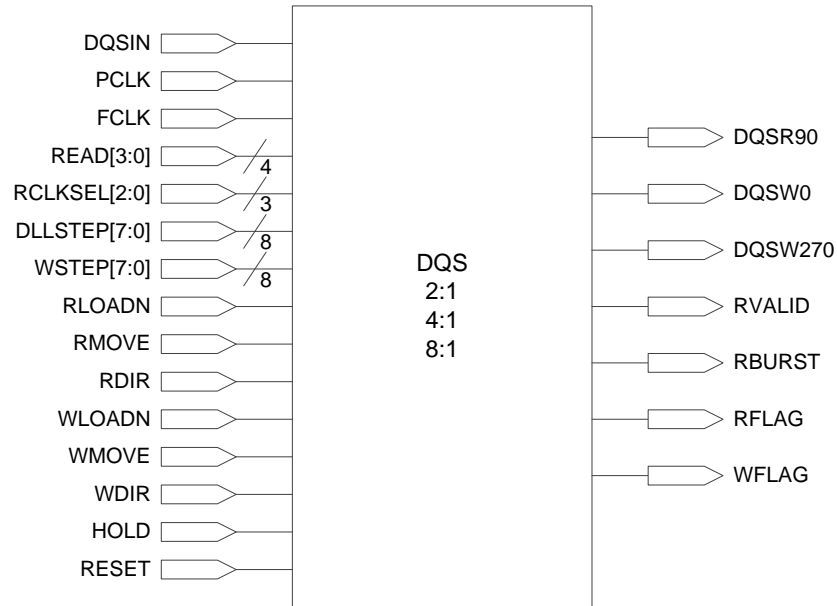 DQSIN
PCLK
FCLK
READ[3:0]
4
RCLKSEL[2:0]
3
DLLSTEP[7:0]
8
WSTEP[7:0]
8
RLOADN
RMOVE
RDIR
WLOADN
WMOVE
WDIR
HOLD
RESET
DQS
2:1
4:1
8:1
DQSR90
DQSW0
DQSW270
RVALID
RBURST
RFLAG
WFLAG